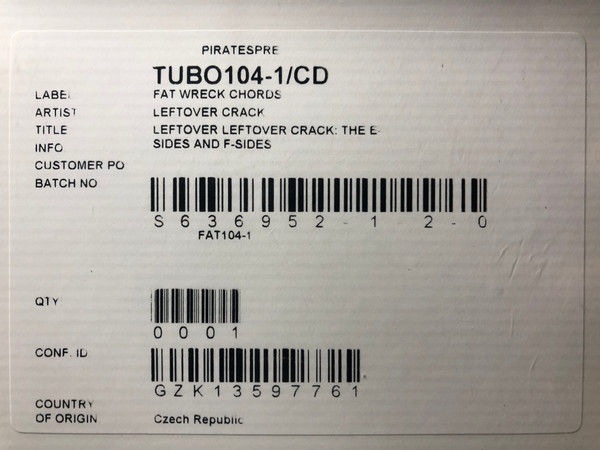 PIRATESPRE
TUBO104-1/CD
LABEL FAT WRECK CHORDS
ARTIST LEFTOVER CRACK
TITLE LEFTOVER LEFTOVER CRACK: THE E-
INFO SIDES AND F-SIDES
CUSTOMER PO
BATCH NO
S636952-1 2-0
FAT104-1
QTY
0001
CONF. ID
GZK13597761
COUNTRY
OF ORIGIN Czech Republic